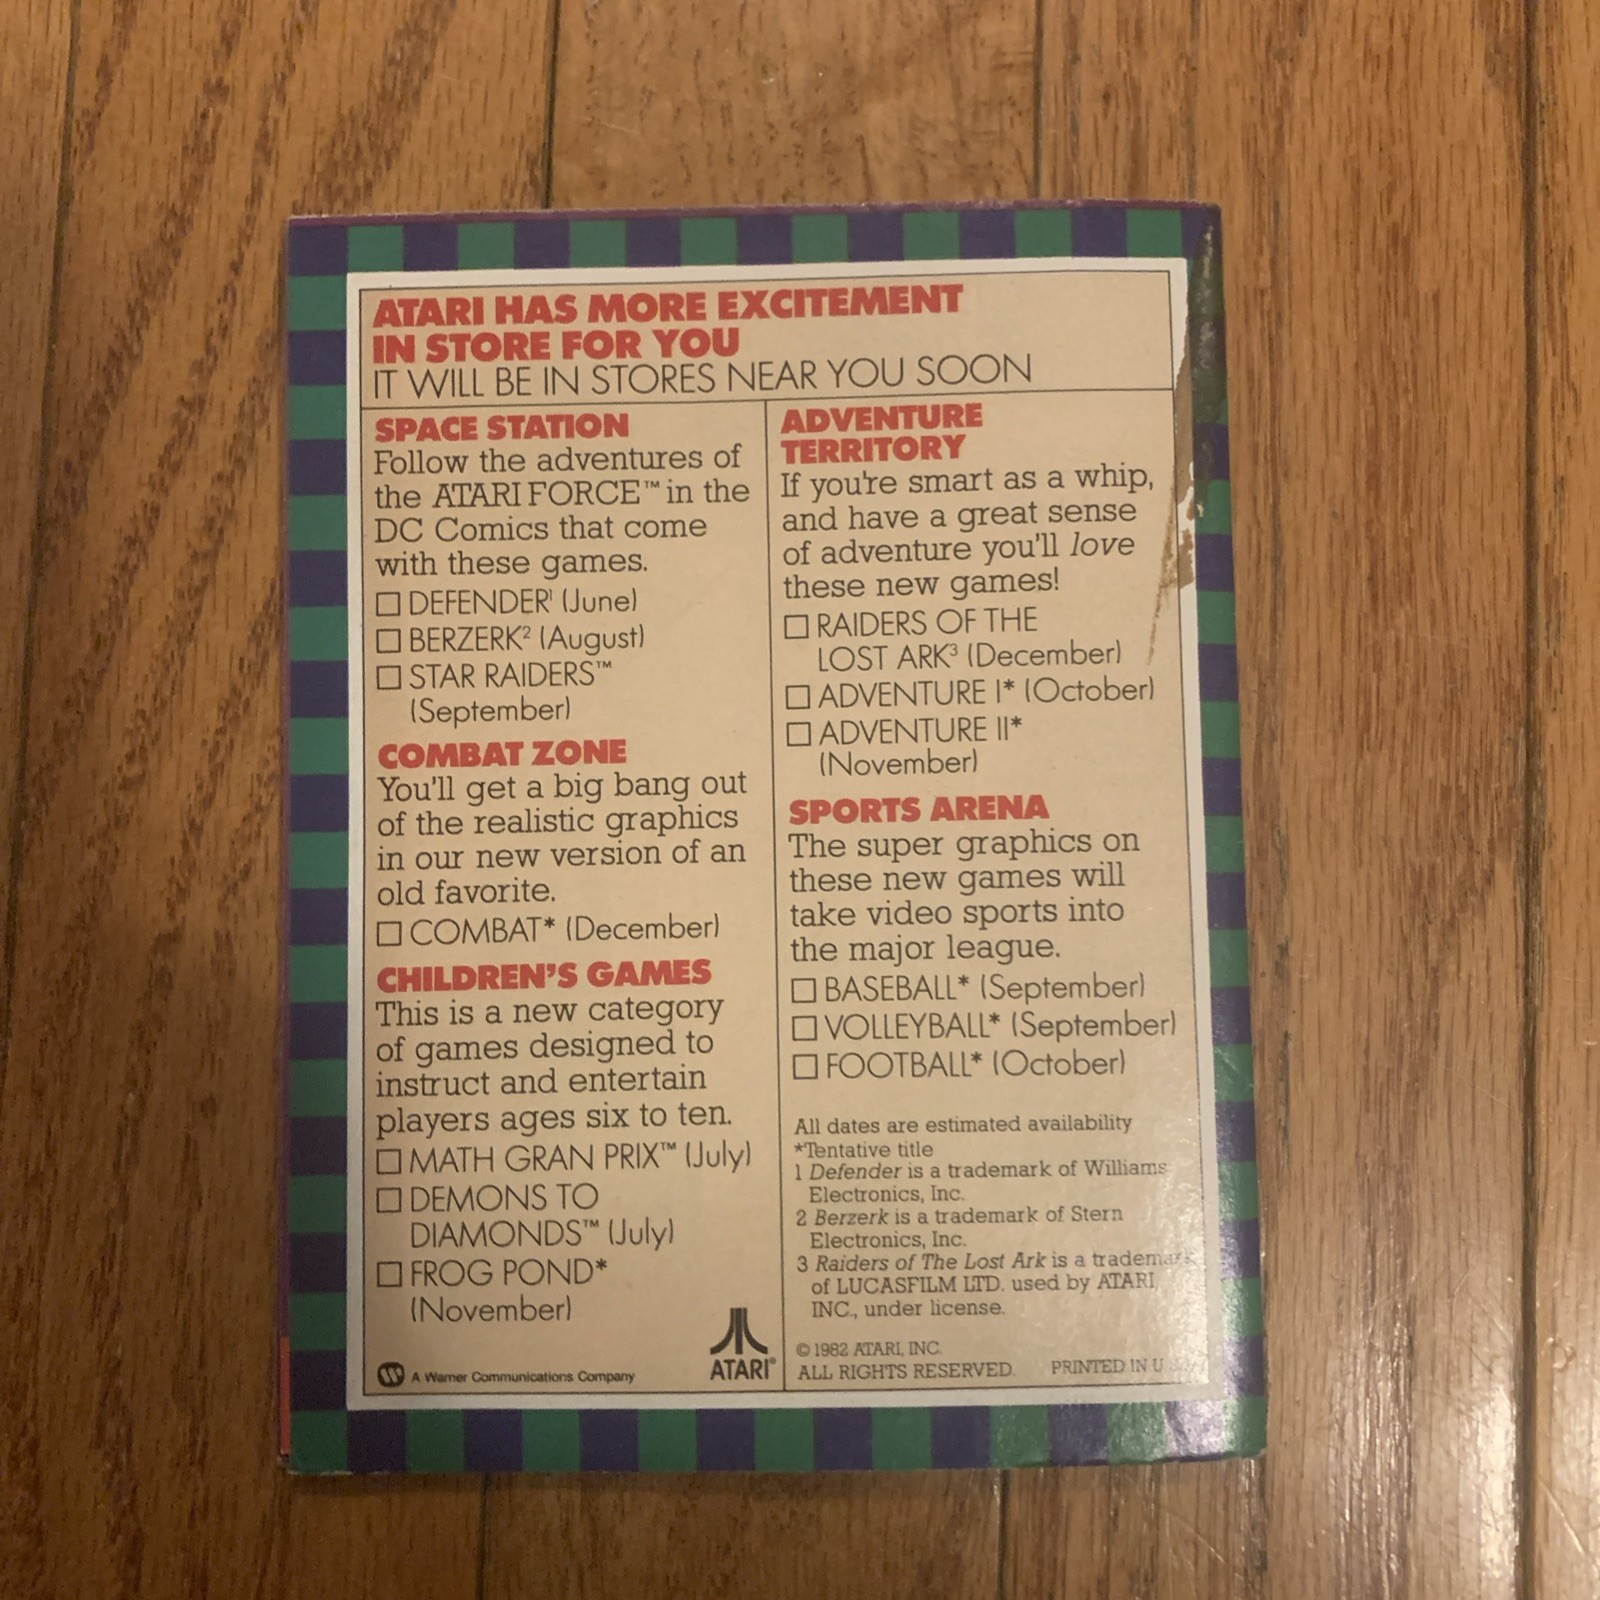 ATARI HAS MORE EXCITEMENT
IN STORE FOR YOU
IT WILL BE IN STORES NEAR YOU SOON
SPACE STATION
Follow the adventures of
the ATARI FORCE™ in the
DC Comics that come
with these games.
☐ DEFENDER¹ (June)
☐ BERZERK² (August)
☐ STAR RAIDERS™
(September)
COMBAT ZONE
You'll get a big bang out
of the realistic graphics
in our new version of an
old favorite.
☐ COMBAT* (December)
CHILDREN'S GAMES
This is a new category
of games designed to
instruct and entertain
players ages six to ten.
☐ MATH GRAN PRIX™ (July)
☐ DEMONS TO
DIAMONDS™ (July)
☐ FROG POND*
(November)
A Warner Communications Company
ATARI®
ADVENTURE
TERRITORY
If you're smart as a whip,
and have a great sense
of adventure you'll love
these new games!
☐ RAIDERS OF THE
LOST ARK³ (December)
☐ ADVENTURE I* (October)
☐ ADVENTURE II*
(November)
SPORTS ARENA
The super graphics on
these new games will
take video sports into
the major league.
☐ BASEBALL* (September)
☐ VOLLEYBALL* (September)
☐ FOOTBALL* (October)
All dates are estimated availability
*Tentative title
1 Defender is a trademark of Williams
Electronics, Inc.
2 Berzerk is a trademark of Stern
Electronics, Inc.
3 Raiders of The Lost Ark is a trademark
of LUCASFILM LTD. used by ATARI,
INC., under license.
© 1982 ATARI, INC.
ALL RIGHTS RESERVED. PRINTED IN U